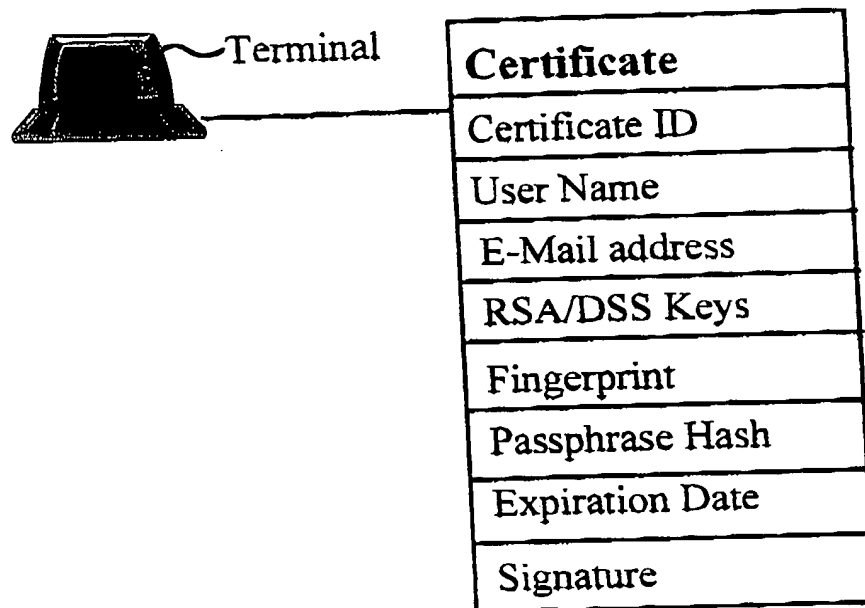 Terminal
Certificate
Certificate ID
User Name
E-Mail address
RSA/DSS Keys
Fingerprint
Passphrase Hash
Expiration Date
Signature